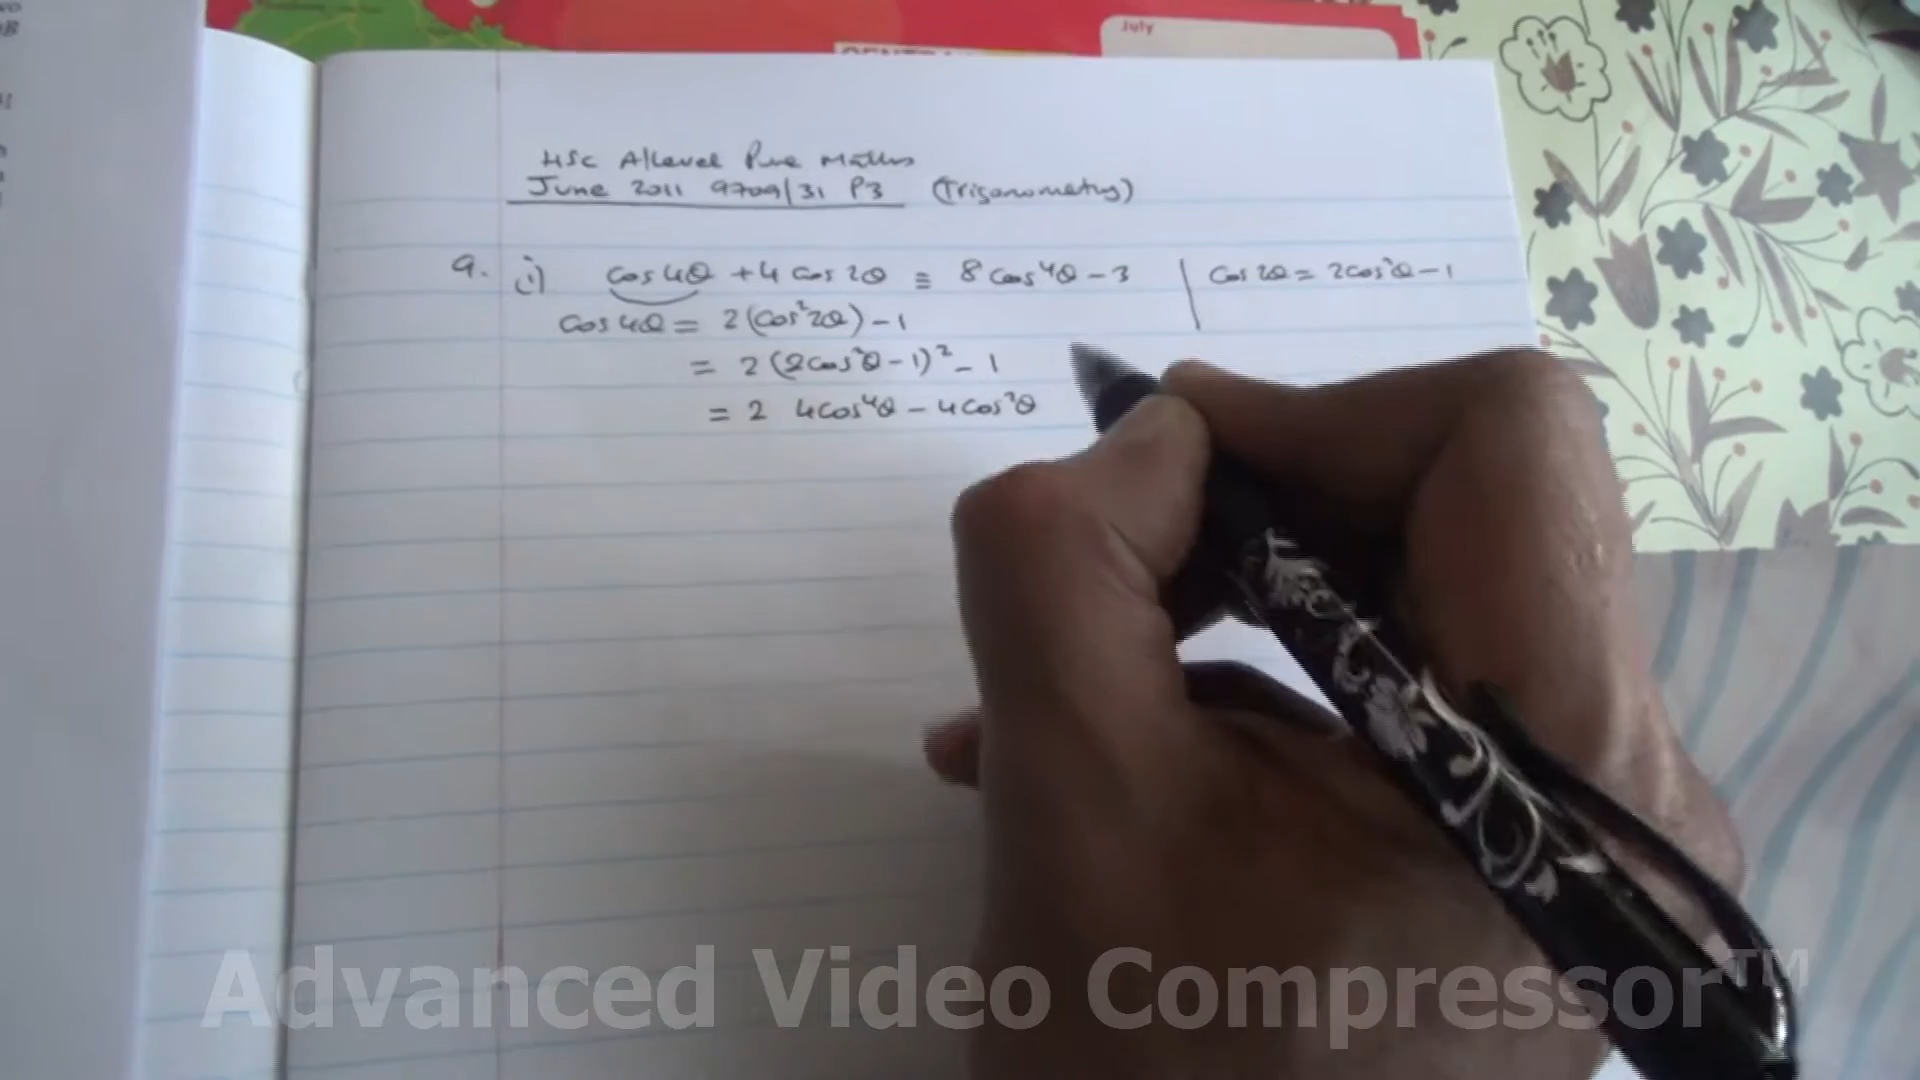 July
HSC A/Level Pure Maths
June 2011 9709/31 P3 (Trigonometry)
9. (i) cos4θ + 4 cos 2θ ≡ 8 cos⁴θ - 3 | cos 2θ = 2cos²θ - 1
cos 4θ = 2(cos²2θ) - 1
= 2(2cos²θ - 1)² - 1
= 2 4cos⁴θ - 4cos²θ
Advanced Video Compressor™